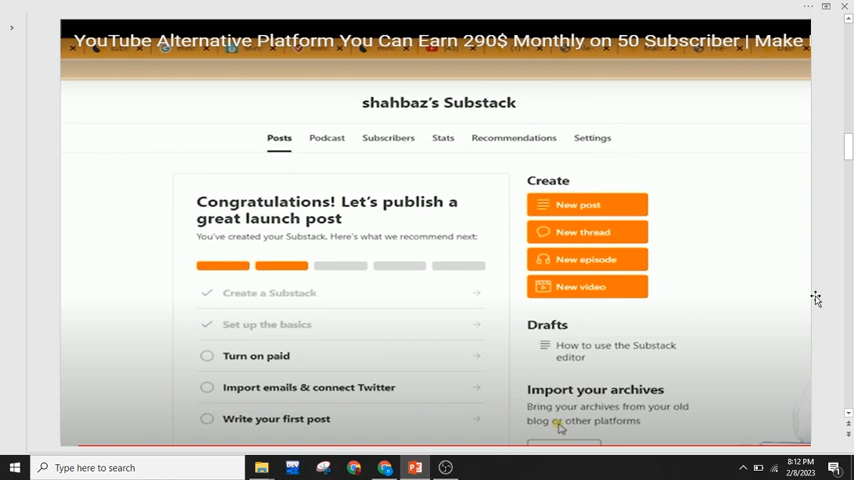 YouTube Alternative Platform You Can Earn 290$ Monthly on 50 Subscriber | Make
shahbaz's Substack
Posts Podcast Subscribers Stats Recommendations Settings
Congratulations! Let's publish a
great launch post
You've created your Substack. Here's what we recommend next:
Create a Substack
Set up the basics
Turn on paid
Import emails & connect Twitter
Write your first post
Create
New post
New thread
New episode
New video
Drafts
How to use the Substack
editor
Import your archives
Bring your archives from your old
blog or other platforms
Type here to search
8:12 PM
2/8/2023